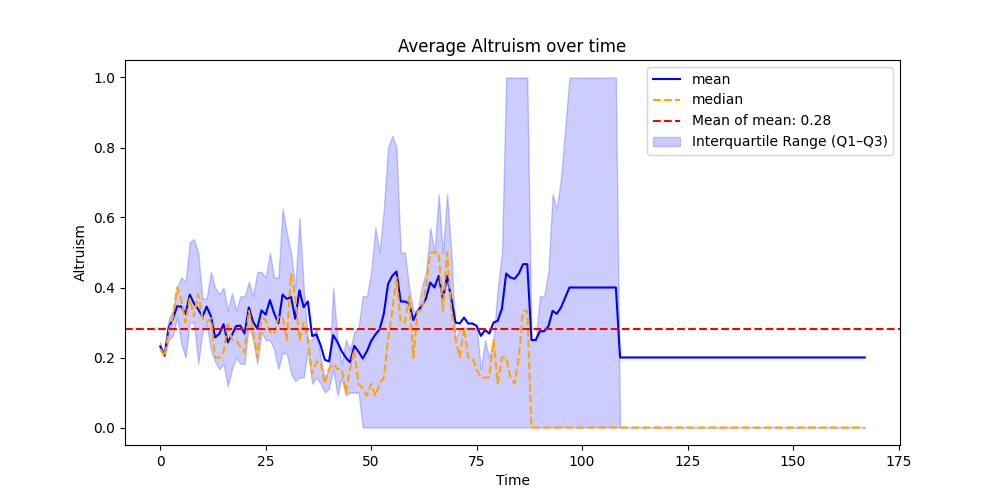 Average Altruism over time
mean
median
Mean of mean: 0.28
Interquartile Range (Q1–Q3)
Altruism
1.0
0.8
0.6
0.4
0.2
0.0
0 25 50 75 100 125 150 175
Time